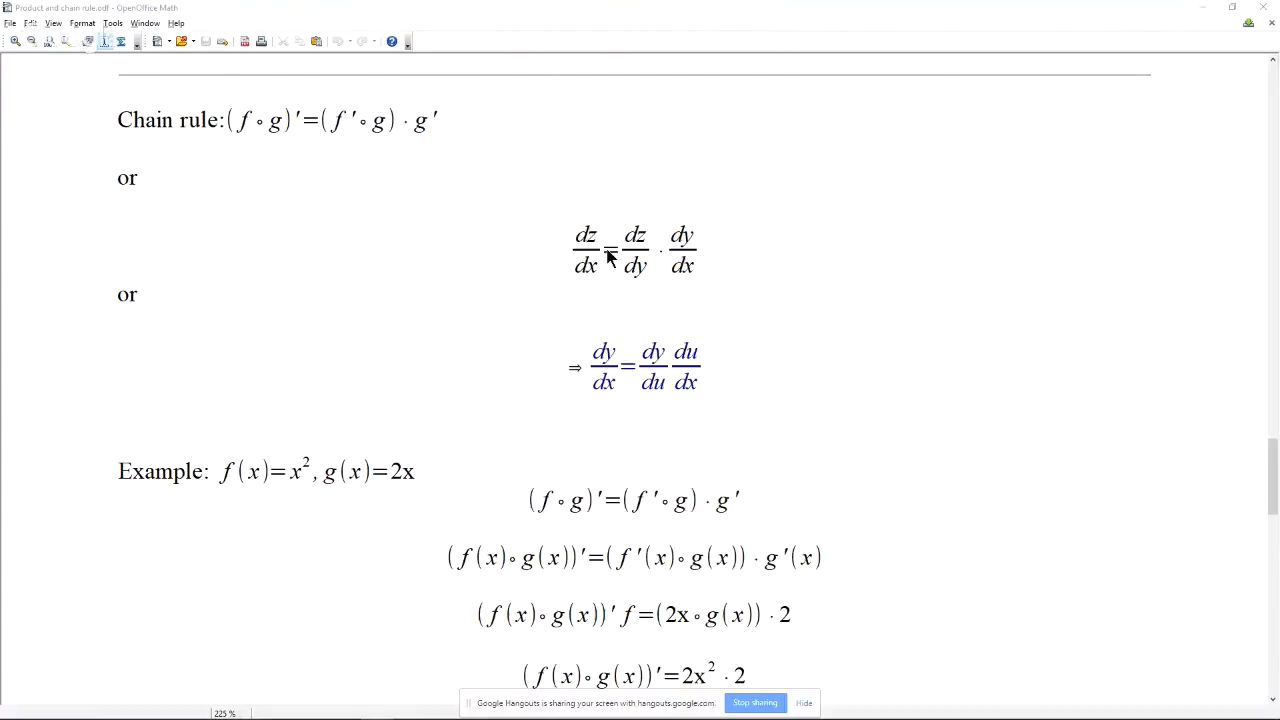 Product and chain rule.odf - OpenOffice Math
File Edit View Format Tools Window Help
Chain rule:(f∘g)'=(f'∘g)·g'
or
dz/dx=dz/dy·dy/dx
or
⇒ dy/dx=dy/du du/dx
Example: f(x)=x², g(x)=2x
(f∘g)'=(f'∘g)·g'
(f(x)∘g(x))'=(f'(x)∘g(x))·g'(x)
(f(x)∘g(x))'f=(2x∘g(x))·2
(f(x)∘g(x))'=2x²·2
Google Hangouts is sharing your screen with hangouts.google.com. Stop sharing Hide
225 %